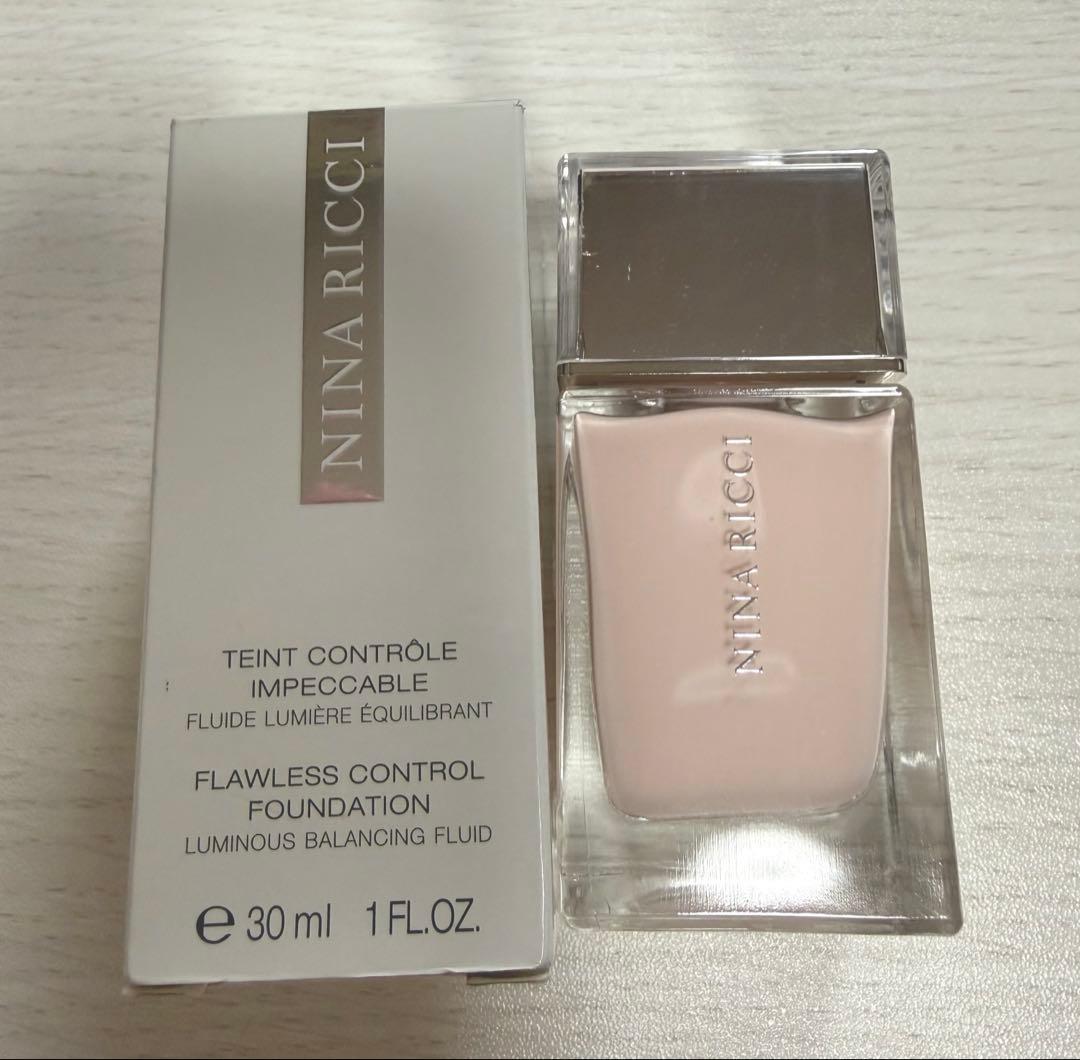 NINA RICCI
TEINT CONTRÔLE
IMPECCABLE
FLUIDE LUMIÈRE ÉQUILIBRANT
FLAWLESS CONTROL
FOUNDATION
LUMINOUS BALANCING FLUID
e 30 ml 1 FL.OZ.
NINA RICCI